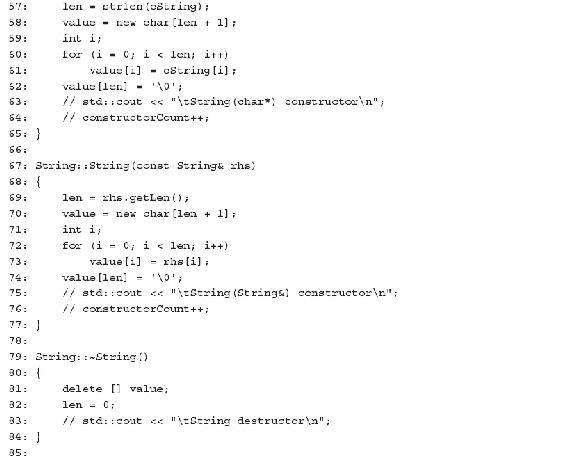 57:     len = strlen(cString);
58:     value = new char[len + 1];
59:     int i;
60:     for (i = 0; i < len; i++)
61:         value[i] = cString[i];
62:     value[len] = '\0';
63:     // std::cout << "\tString(char*) constructor\n";
64:     // constructorCount++;
65: }
66:
67: String::String(const String& rhs)
68: {
69:     len = rhs.getLen();
70:     value = new char[len + 1];
71:     int i;
72:     for (i = 0; i < len; i++)
73:         value[i] = rhs[i];
74:     value[len] = '\0';
75:     // std::cout << "\tString(String&) constructor\n";
76:     // constructorCount++;
77: }
78:
79: String::~String()
80: {
81:     delete [] value;
82:     len = 0;
83:     // std::cout << "\tString destructor\n";
84: }
85: